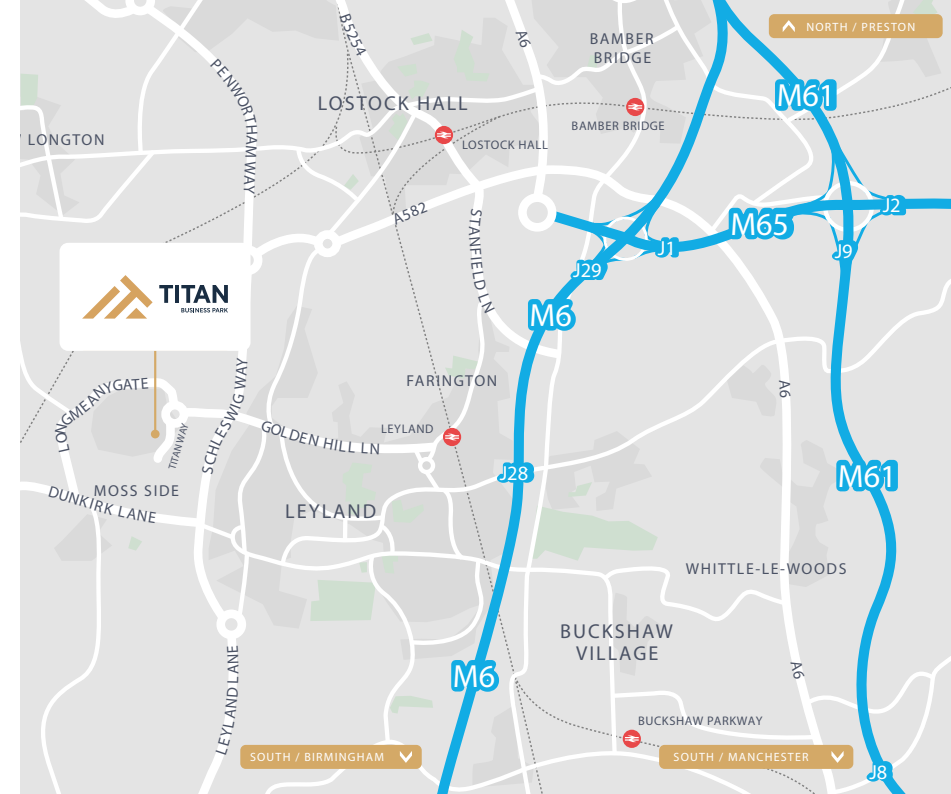 NORTH / PRESTON
B5254
A6
BAMBER
BRIDGE
PENWORTHAM WAY
M61
LOSTOCK HALL
BAMBER BRIDGE
LONGTON
LOSTOCK HALL
A582
M65
J2
STANFIELD LN
J1
J9
J29
TITAN
BUSINESS PARK
M6
FARINGTON
LONGMEANYGATE
A6
SCHLESWIG WAY
LEYLAND
GOLDEN HILL LN
TITAN WAY
J28
M61
MOSS SIDE
DUNKIRK LANE
LEYLAND
WHITTLE-LE-WOODS
BUCKSHAW
VILLAGE
M6
A6
LEYLAND LANE
BUCKSHAW PARKWAY
SOUTH / BIRMINGHAM
SOUTH / MANCHESTER
J8